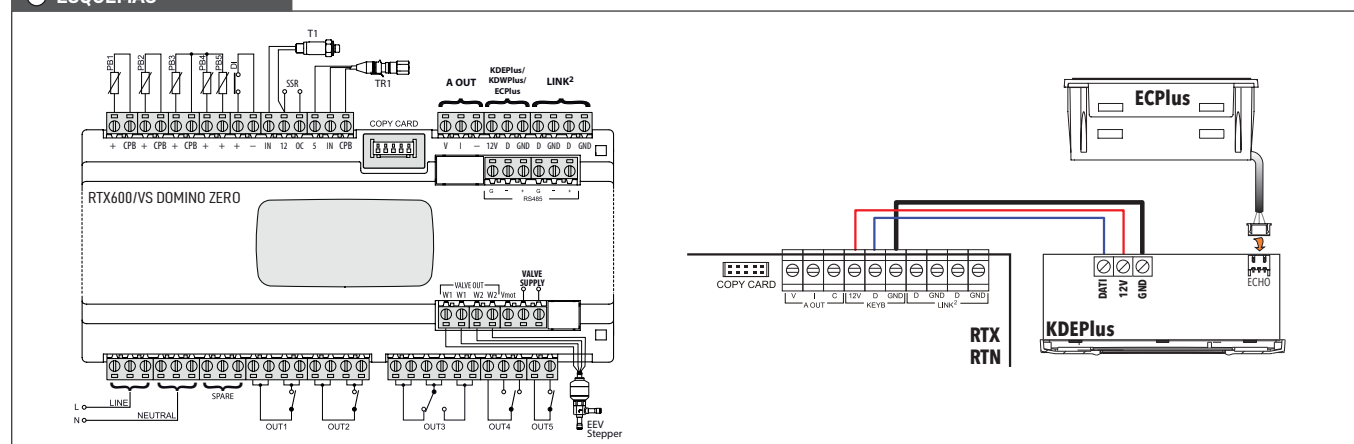 ESQUEMAS
T1
PB1 PB2 PB3 PB4 PB5 DI
SSR
TR1
A OUT
KDEPlus/
KDWPlus/
ECPlus
LINK²
COPY CARD
+ CPB + CPB + CPB + + + – IN 12 OC 5 IN CPB
V I – 12V D GND D GND D GND
G – + G – +
RS485
RTX600/VS DOMINO ZERO
VALVE OUT
VALVE
SUPPLY
W1 W1 W2 W2 Vmot
LINE
NEUTRAL
SPARE
L
N
OUT1
OUT2
OUT3
OUT4
OUT5
EEV
Stepper
ECPlus
COPY CARD
V I C 12V D GND D GND D GND
A OUT
KEYB
LINK²
RTX
RTN
DATI
12V
GND
ECHO
KDEPlus